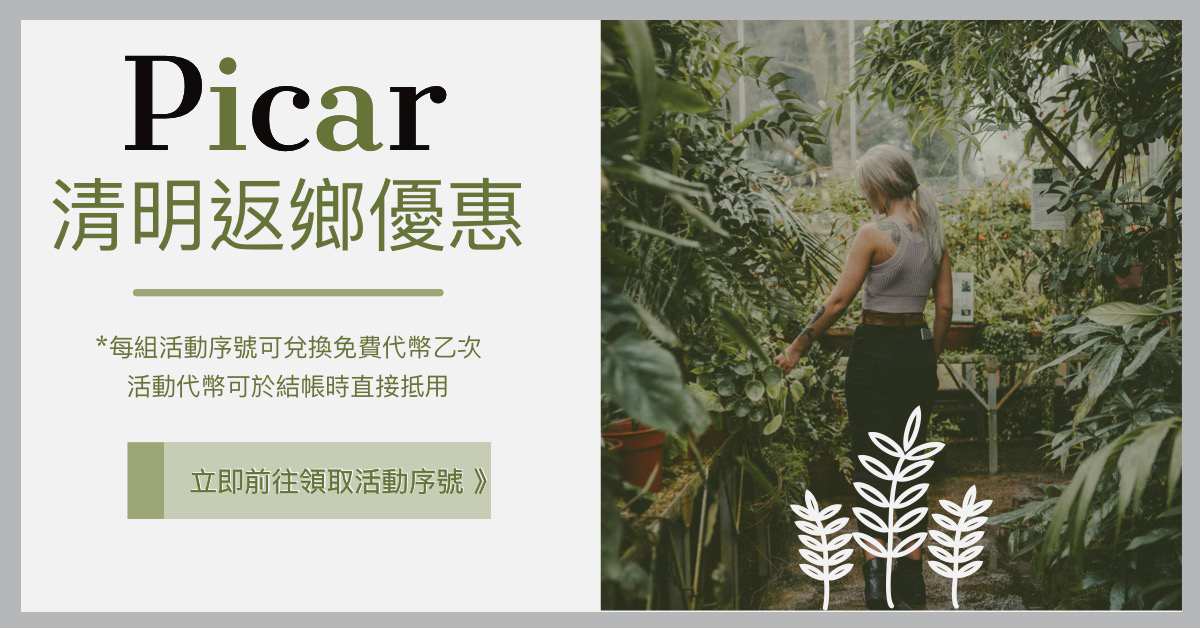 Picar
清明返鄉優惠
*每組活動序號可兌換免費代幣乙次
活動代幣可於結帳時直接抵用
立即前往領取活動序號 》